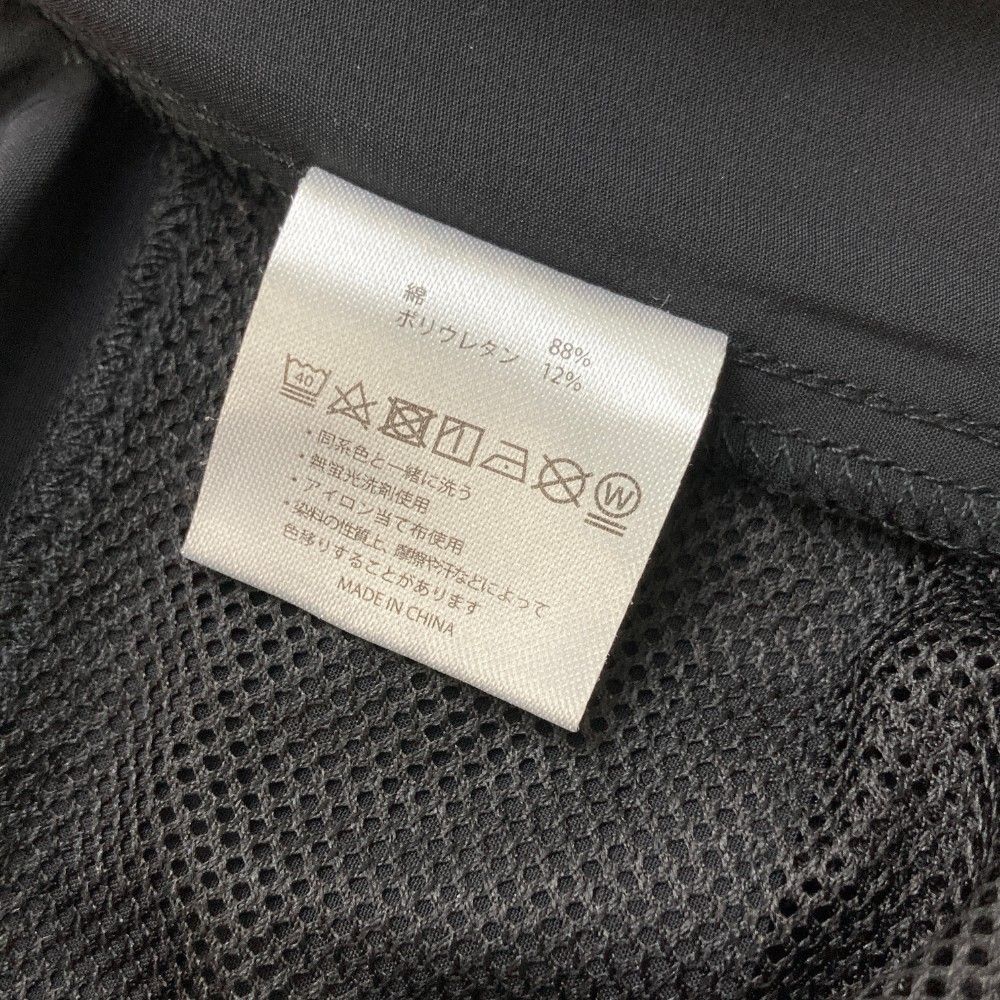 綿 88%
ポリウレタン 12%
40 W
・同系色と一緒に洗う
・無蛍光洗剤使用
・アイロン当て布使用
・染料の性質上、摩擦や汗などによって
色移りすることがあります
MADE IN CHINA